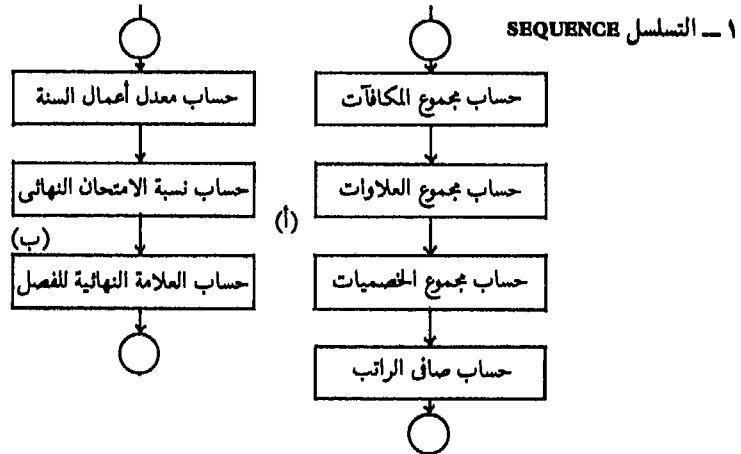 ١ – التسلسل SEQUENCE
حساب مجموع المكافآت
حساب مجموع العلاوات
(أ)
حساب مجموع الخصميات
حساب صافى الراتب
حساب معدل أعمال السنة
حساب نسبة الامتحان النهائى
(ب)
حساب العلامة النهائية للفصل